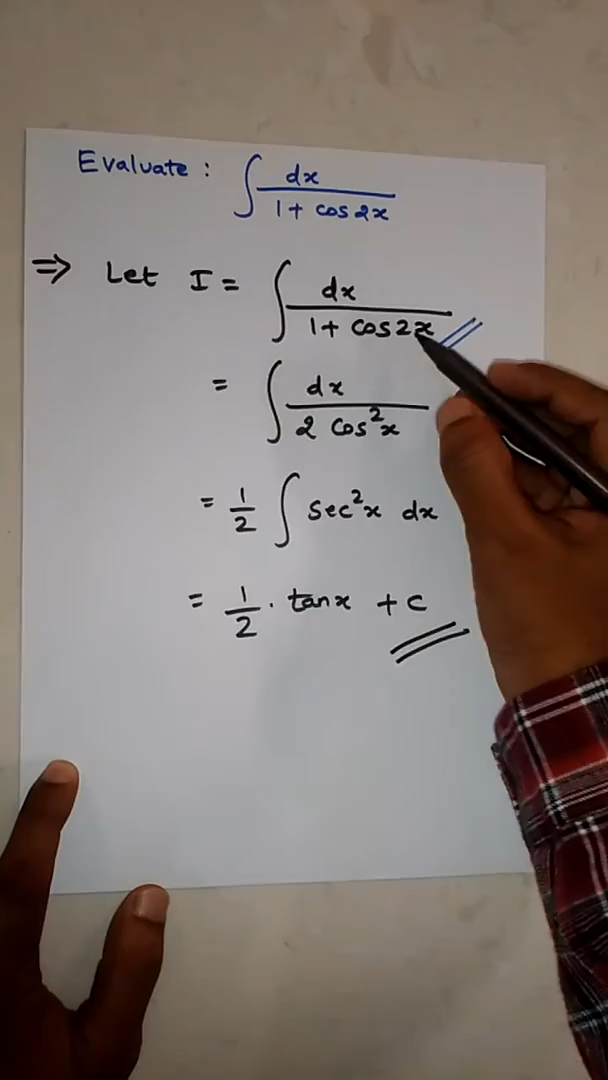 Evaluate : ∫ dx / (1 + cos 2x)
⇒ Let I = ∫ dx / (1 + cos 2x)
= ∫ dx / (2 cos²x)
= 1/2 ∫ sec²x dx
= 1/2 · tan x + c